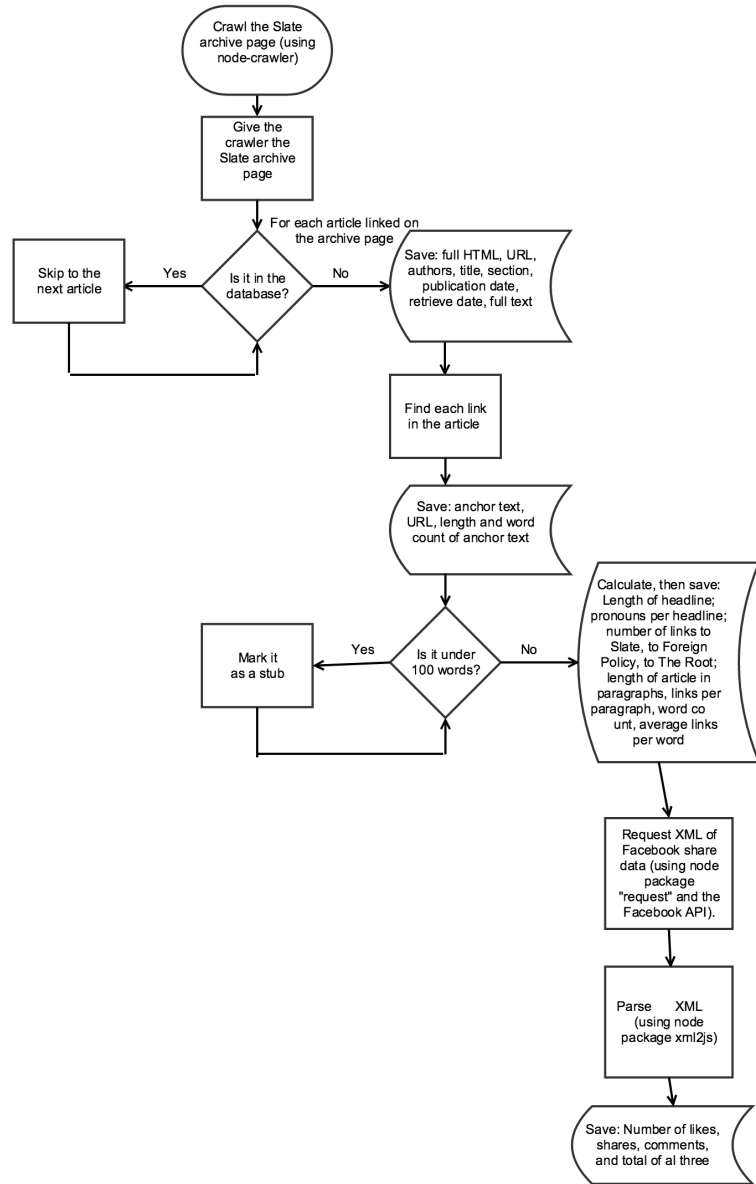 Crawl the Slate
archive page (using
node-crawler)
Give the
crawler the
Slate archive
page
For each article linked on
the archive page
Skip to the
next article
Yes
Is it in the
database?
No
Save: full HTML, URL,
authors, title, section,
publication date,
retrieve date, full text
Find each link
in the article
Save: anchor text,
URL, length and word
count of anchor text
Mark it
as a stub
Yes
Is it under
100 words?
No
Calculate, then save:
Length of headline;
pronouns per headline;
number of links to
Slate, to Foreign
Policy, to The Root;
length of article in
paragraphs, links per
paragraph, word co
unt, average links
per word
Request XML of
Facebook share
data (using node
package
"request" and the
Facebook API).
Parse XML
(using node
package xml2js)
Save: Number of likes,
shares, comments,
and total of al three